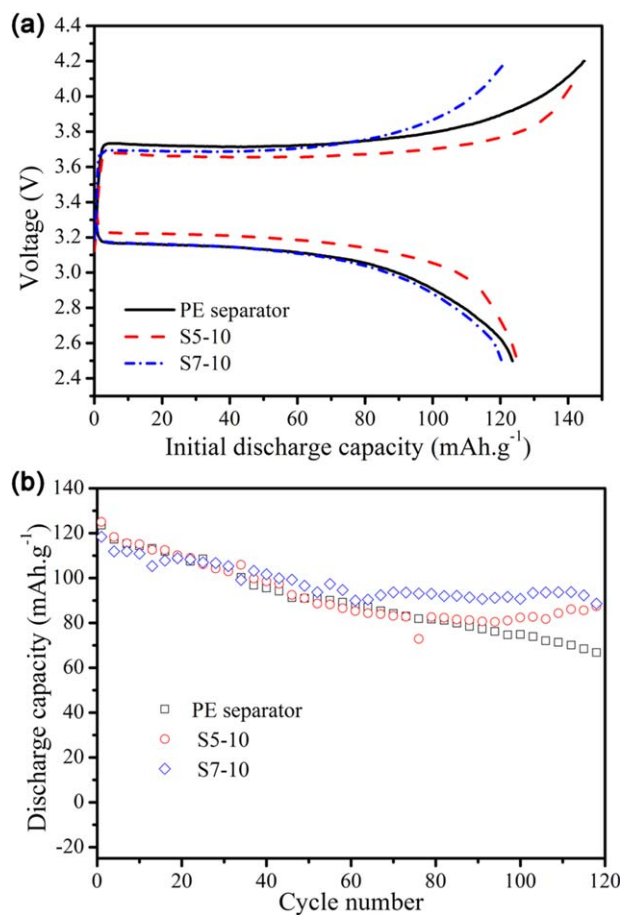 (a)
4.4
4.2
4.0
3.8
3.6
3.4
3.2
3.0
2.8
2.6
2.4
Voltage (V)
PE separator
S5-10
S7-10
0 20 40 60 80 100 120 140
Initial discharge capacity (mAh.g⁻¹)
(b)
140
120
100
80
60
40
20
0
-20
Discharge capacity (mAh.g⁻¹)
PE separator
S5-10
S7-10
0 20 40 60 80 100 120
Cycle number